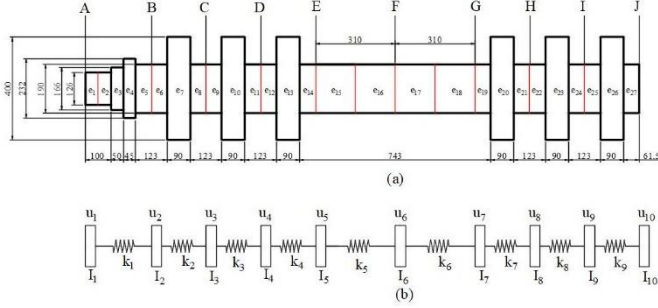 A B C D E F G H I J
310 310
400 232 190 166 126
e1 e2 e3 e4 e5 e6 e7 e8 e9 e10 e11 e12 e13 e14 e15 e16 e17 e18 e19 e20 e21 e22 e23 e24 e25 e26 e27
100 50 45 123 90 123 90 123 90 743 90 123 90 123 90 61.5
(a)
u1 u2 u3 u4 u5 u6 u7 u8 u9 u10
k1 k2 k3 k4 k5 k6 k7 k8 k9
I1 I2 I3 I4 I5 I6 I7 I8 I9 I10
(b)